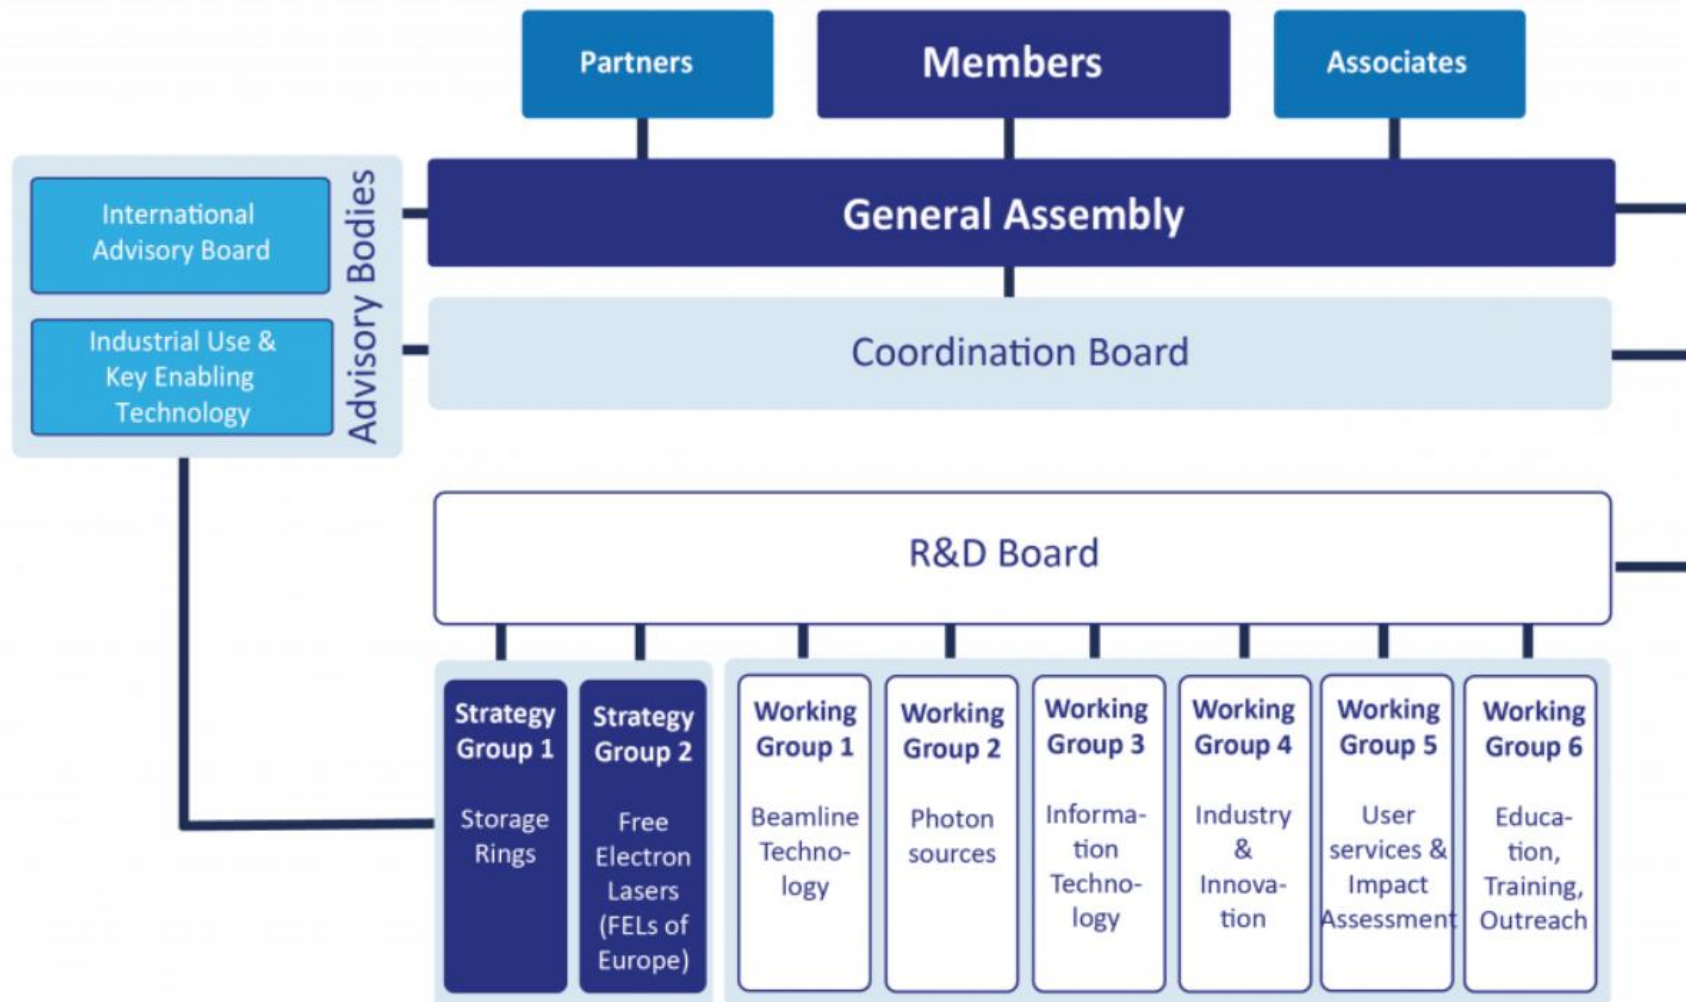 Partners
Members
Associates
International
Advisory Board
Industrial Use &
Key Enabling
Technology
Advisory Bodies
General Assembly
Coordination Board
R&D Board
Strategy
Group 1
Storage
Rings
Strategy
Group 2
Free
Electron
Lasers
(FELs of
Europe)
Working
Group 1
Beamline
Techno-
logy
Working
Group 2
Photon
sources
Working
Group 3
Informa-
tion
Techno-
logy
Working
Group 4
Industry
&
Innova-
tion
Working
Group 5
User
services &
Impact
Assessment
Working
Group 6
Educa-
tion,
Training,
Outreach